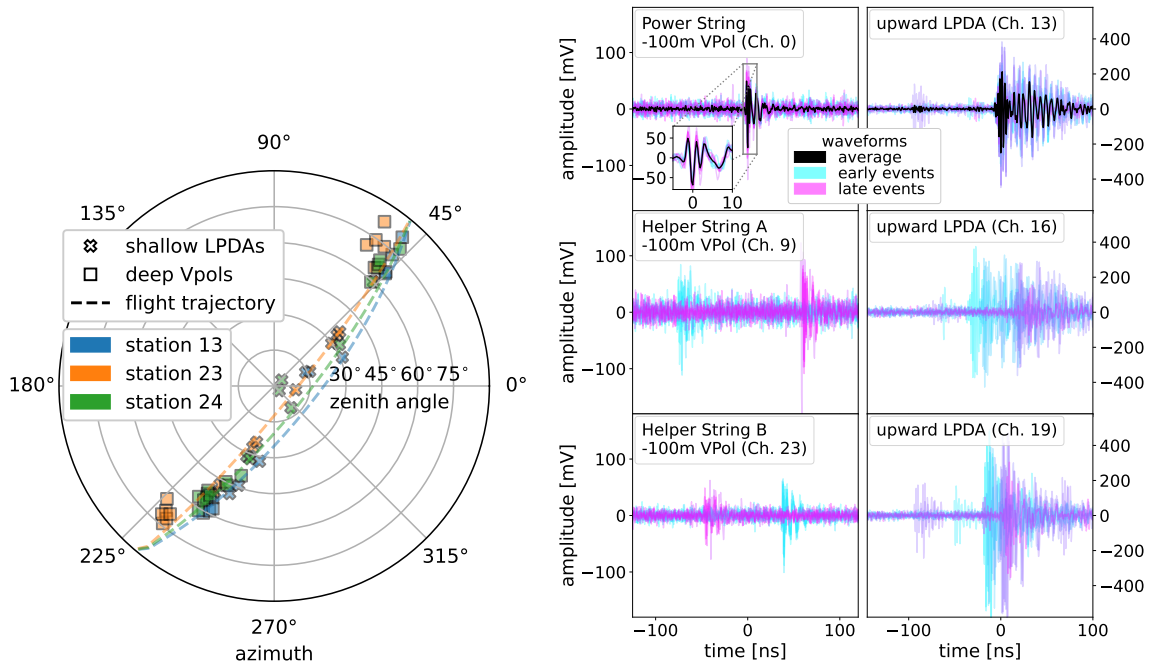 90°
135°
45°
shallow LPDAs
deep Vpols
flight trajectory
station 13
station 23
station 24
180°
30° 45° 60° 75°
0°
zenith angle
225°
315°
270°
azimuth
Power String
-100m VPol (Ch. 0)
upward LPDA (Ch. 13)
amplitude [mV]
100
0
−100
50
0
−50
0
10
400
200
0
−200
−400
waveforms
average
early events
late events
Helper String A
-100m VPol (Ch. 9)
upward LPDA (Ch. 16)
amplitude [mV]
100
0
−100
400
200
0
−200
−400
Helper String B
-100m VPol (Ch. 23)
upward LPDA (Ch. 19)
amplitude [mV]
100
0
−100
400
200
0
−200
−400
−100
0
100
−100
0
100
time [ns]
time [ns]